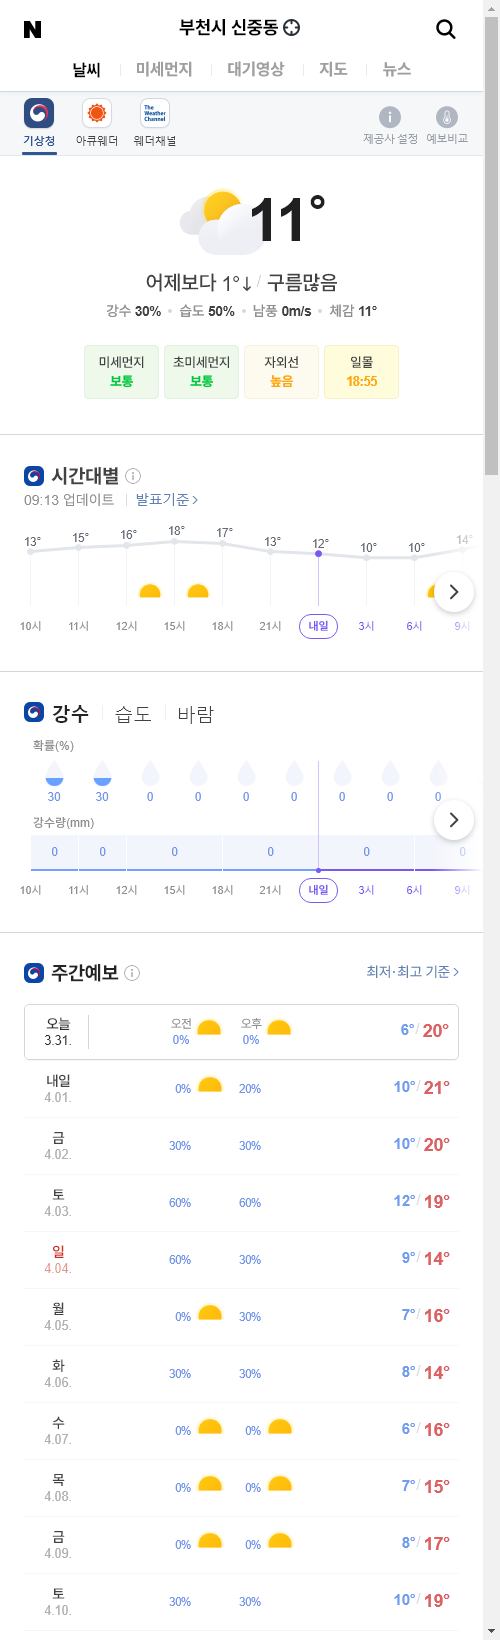 N
부천시 신중동
날씨 미세먼지 대기영상 지도 뉴스
The
Weather
Channel
기상청 아큐웨더 웨더채널 제공사 설정 예보비교
11°
어제보다 1°↓ / 구름많음
강수 30% 습도 50% 남풍 0m/s 체감 11°
미세먼지 초미세먼지 자외선 일몰
보통 보통 높음 18:55
시간대별
09:13 업데이트 발표기준 >
13° 15° 16° 18° 17° 13° 12° 10° 10° 14°
10시 11시 12시 15시 18시 21시 내일 3시 6시 9시
강수 습도 바람
확률(%)
30 30 0 0 0 0 0 0 0
강수량(mm)
0 0 0 0 0 0
10시 11시 12시 15시 18시 21시 내일 3시 6시 9시
주간예보 최저·최고 기준 >
오늘 오전 오후
3.31. 0% 0% 6° / 20°
내일
4.01. 0% 20% 10° / 21°
금
4.02. 30% 30% 10° / 20°
토
4.03. 60% 60% 12° / 19°
일
4.04. 60% 30% 9° / 14°
월
4.05. 0% 30% 7° / 16°
화
4.06. 30% 30% 8° / 14°
수
4.07. 0% 0% 6° / 16°
목
4.08. 0% 0% 7° / 15°
금
4.09. 0% 0% 8° / 17°
토
4.10. 30% 30% 10° / 19°